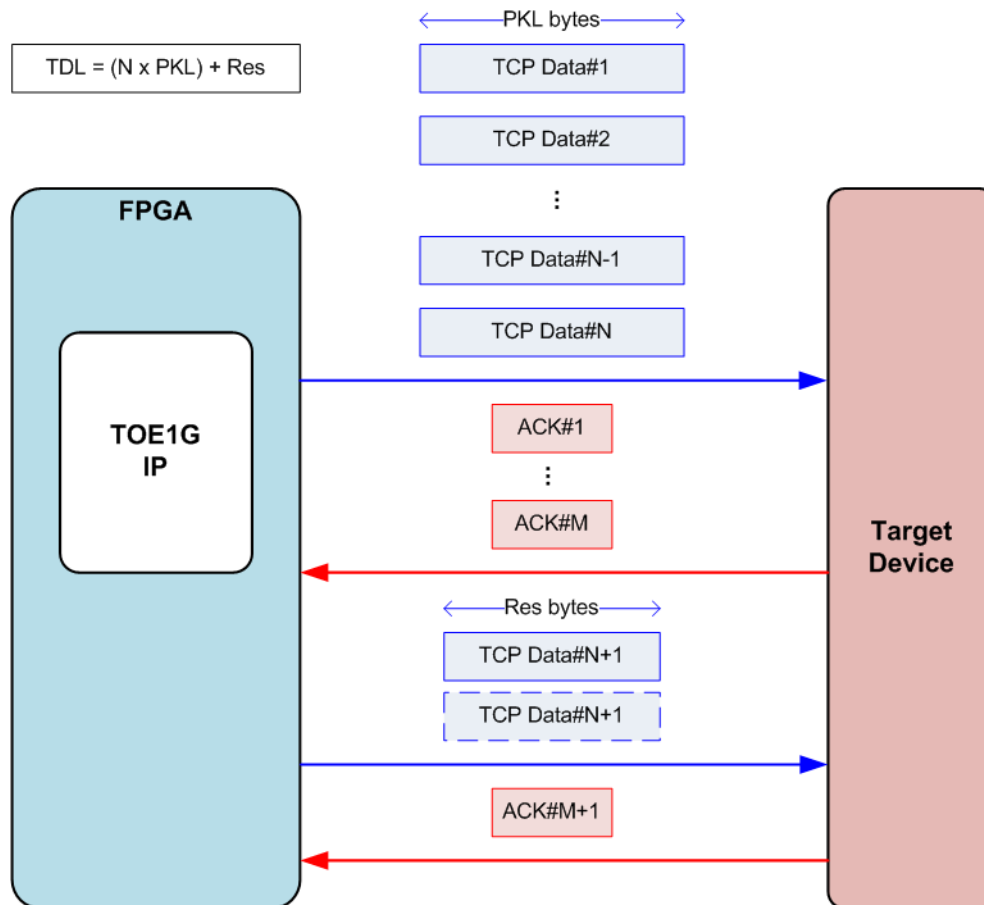 PKL bytes
TDL = (N x PKL) + Res
TCP Data#1
TCP Data#2
FPGA
TCP Data#N-1
TCP Data#N
TOE1G
IP
ACK#1
ACK#M
Target
Device
Res bytes
TCP Data#N+1
TCP Data#N+1
ACK#M+1